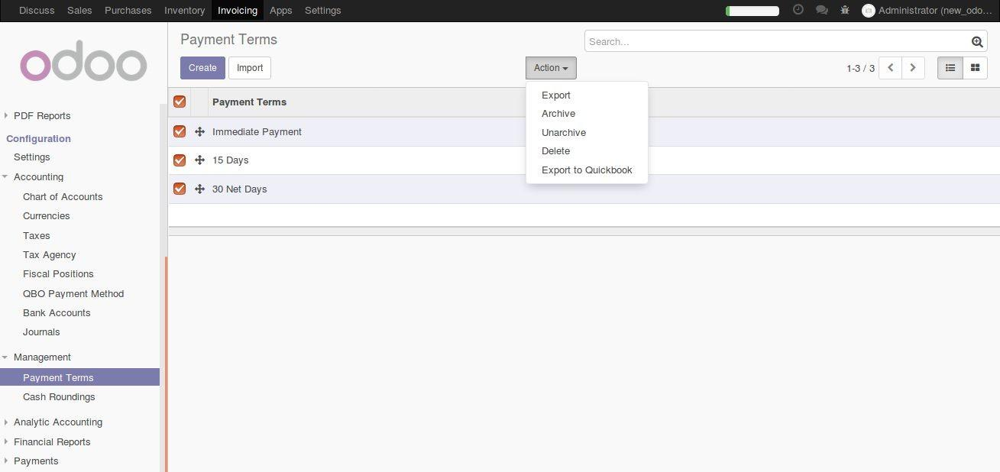 Discuss Sales Purchases Inventory Invoicing Apps Settings Administrator (new_odo...
odoo
Payment Terms
Search...
Create Import Action 1-3 / 3
Export
Archive
Unarchive
Delete
Export to Quickbook
Payment Terms
Immediate Payment
15 Days
30 Net Days
PDF Reports
Configuration
Settings
Accounting
Chart of Accounts
Currencies
Taxes
Tax Agency
Fiscal Positions
QBO Payment Method
Bank Accounts
Journals
Management
Payment Terms
Cash Roundings
Analytic Accounting
Financial Reports
Payments